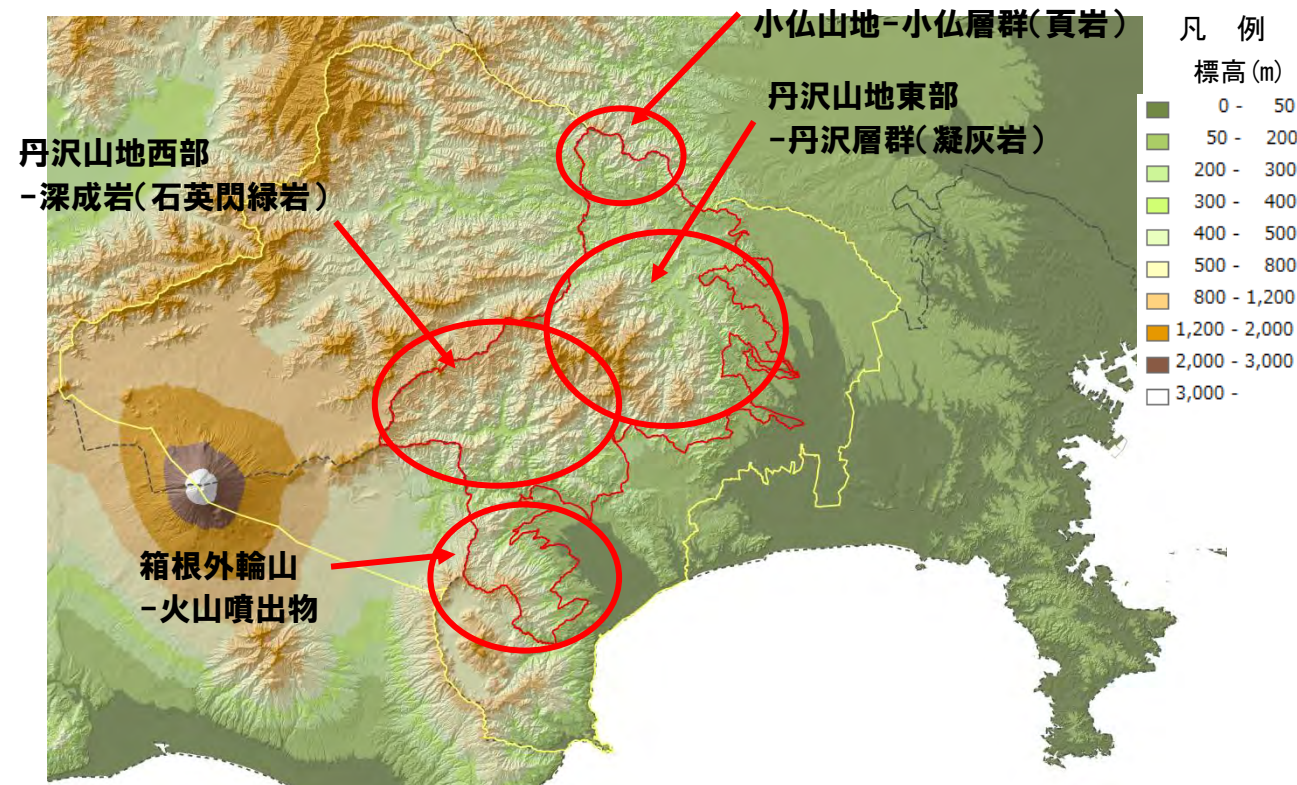 小仏山地-小仏層群(頁岩)
丹沢山地東部
-丹沢層群(凝灰岩)
丹沢山地西部
-深成岩(石英閃緑岩)
箱根外輪山
-火山噴出物
凡 例
標高(m)
0 - 50
50 - 200
200 - 300
300 - 400
400 - 500
500 - 800
800 - 1,200
1,200 - 2,000
2,000 - 3,000
3,000 -